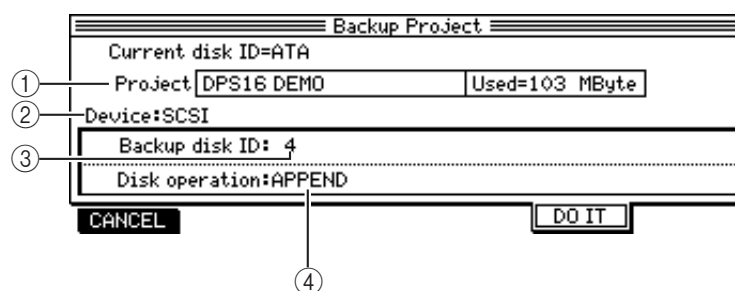 Backup Project
Current disk ID=ATA
① Project DPS16 DEMO Used=103 MByte
② Device:SCSI
③ Backup disk ID: 4
Disk operation:APPEND
CANCEL DO IT
④